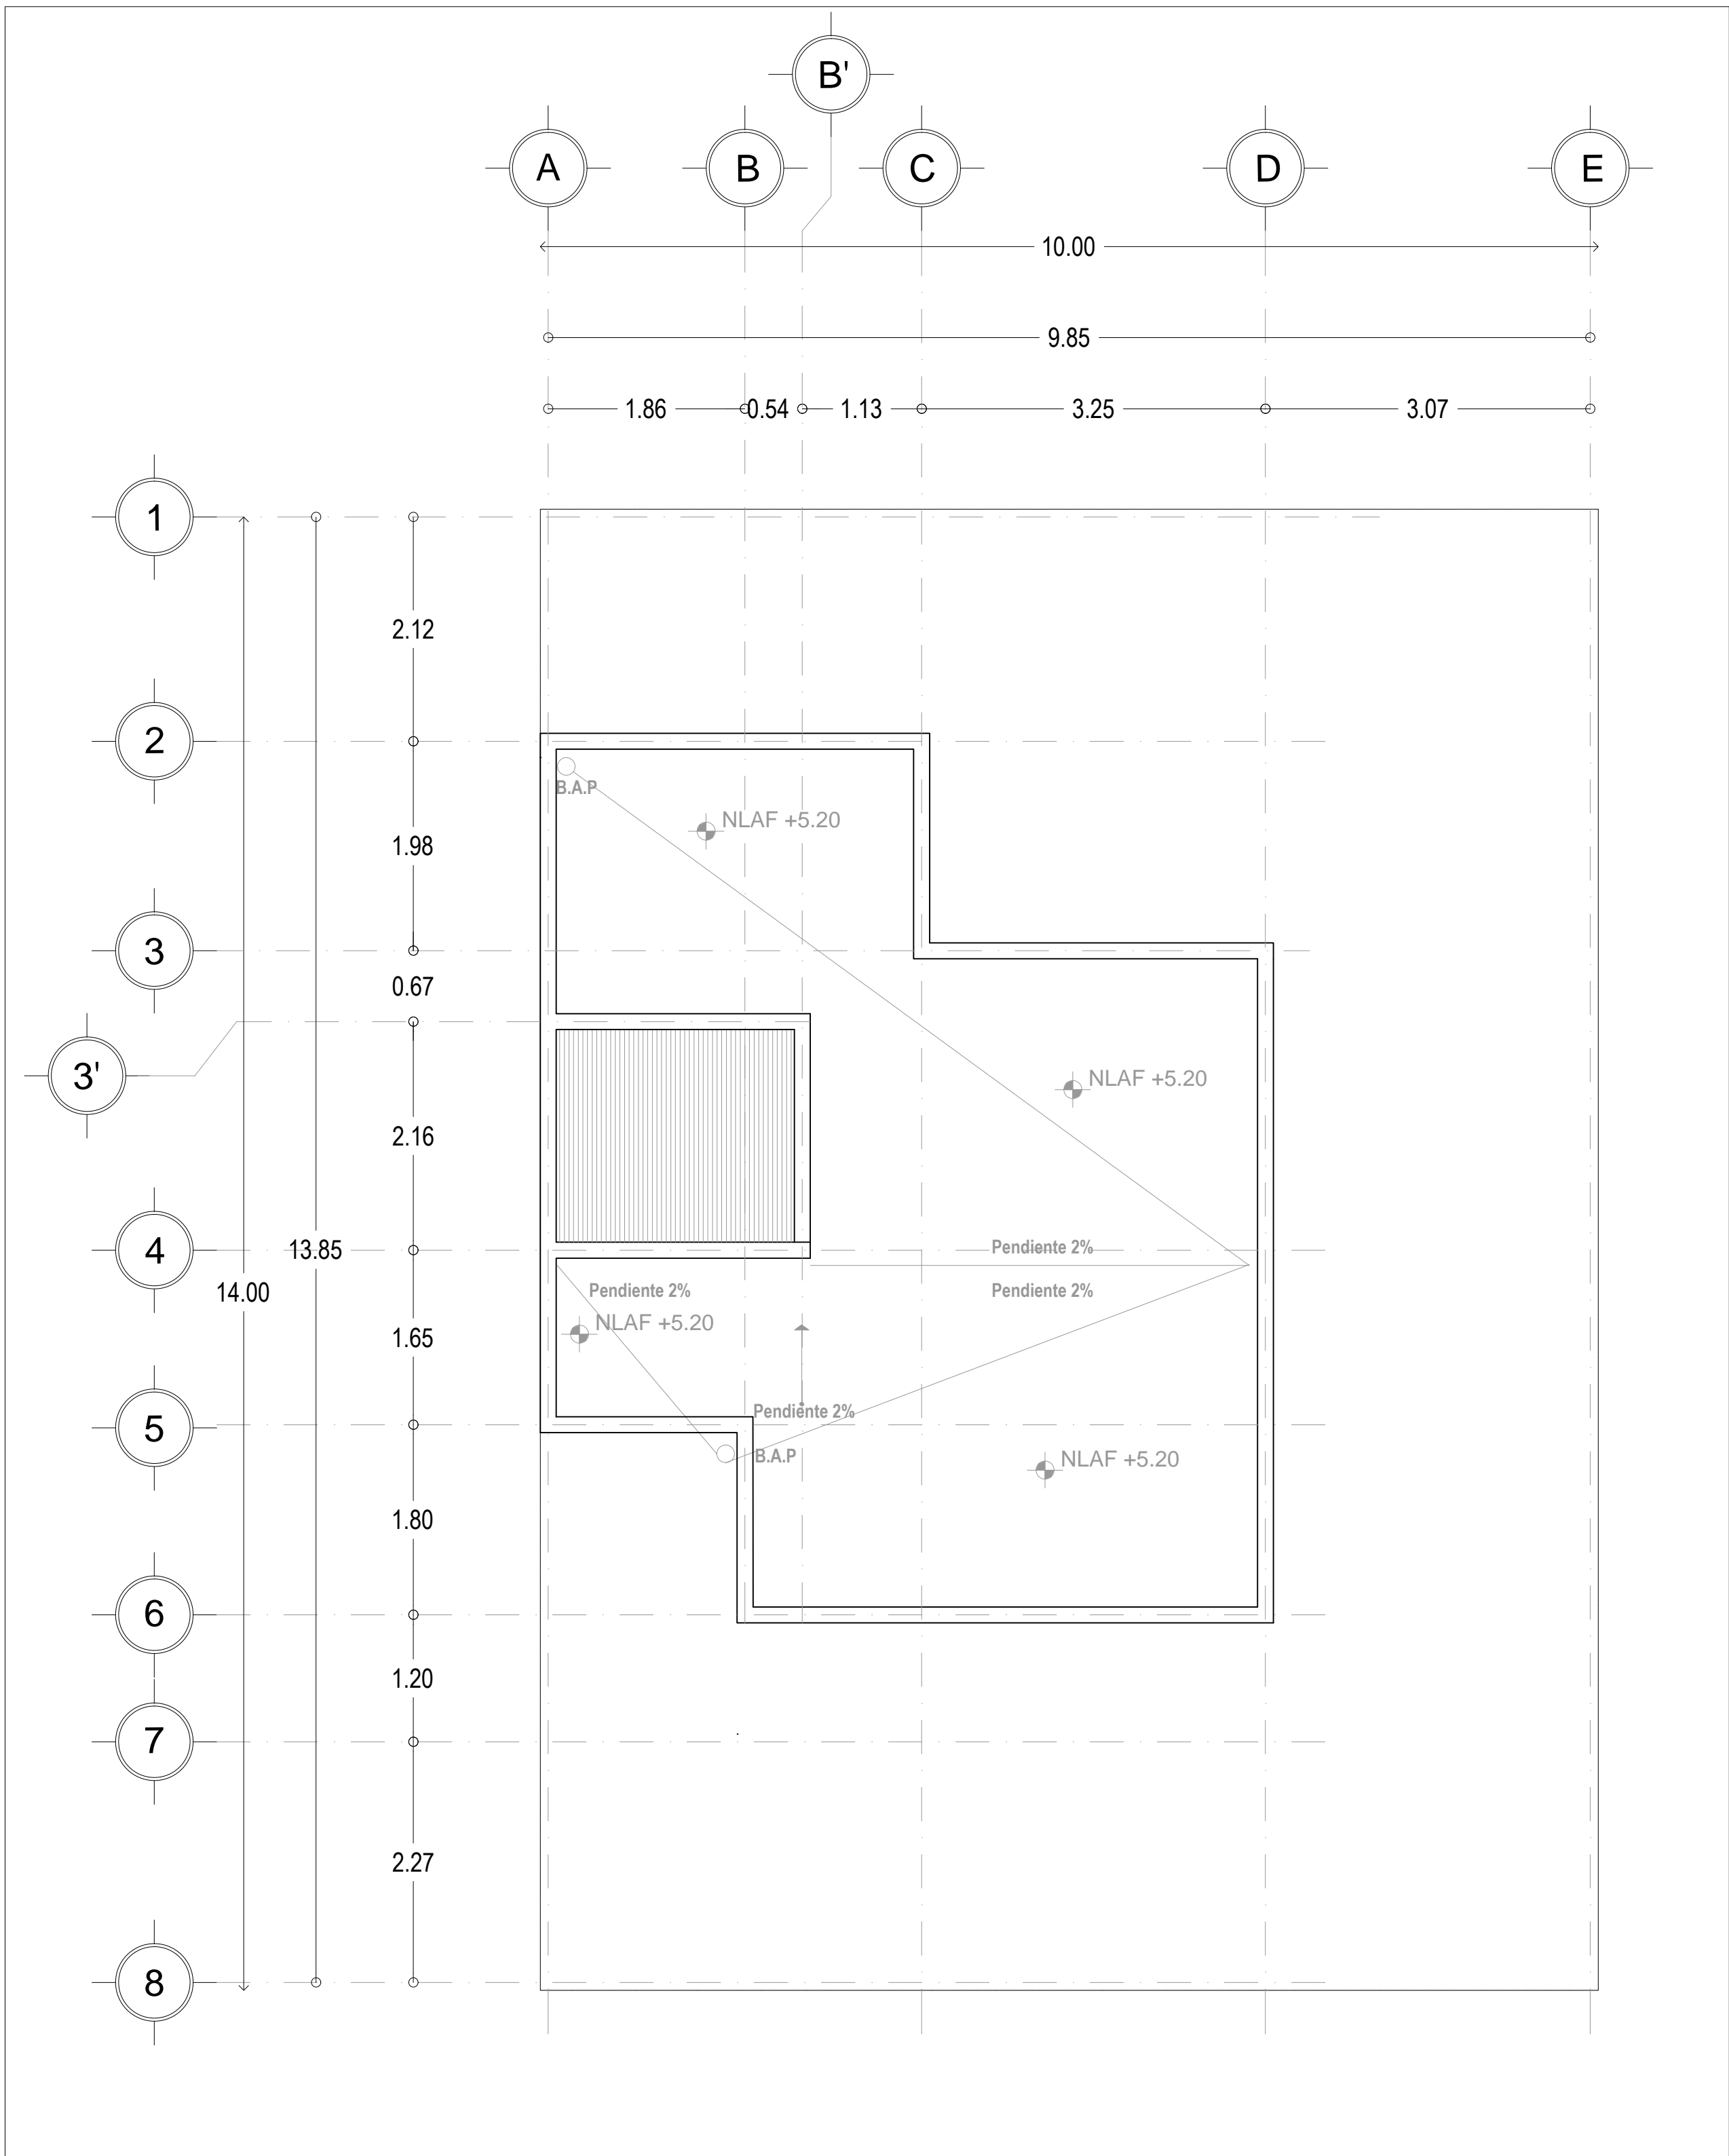 B'
A
B
C
D
E
10.00
9.85
1.86
0.54
1.13
3.25
3.07
1
2.12
2
B.A.P
NLAF +5.20
1.98
3
0.67
3'
NLAF +5.20
2.16
4
13.85
Pendiente 2%
14.00
Pendiente 2%
Pendiente 2%
NLAF +5.20
1.65
Pendiente 2%
5
B.A.P
NLAF +5.20
1.80
6
1.20
7
2.27
8